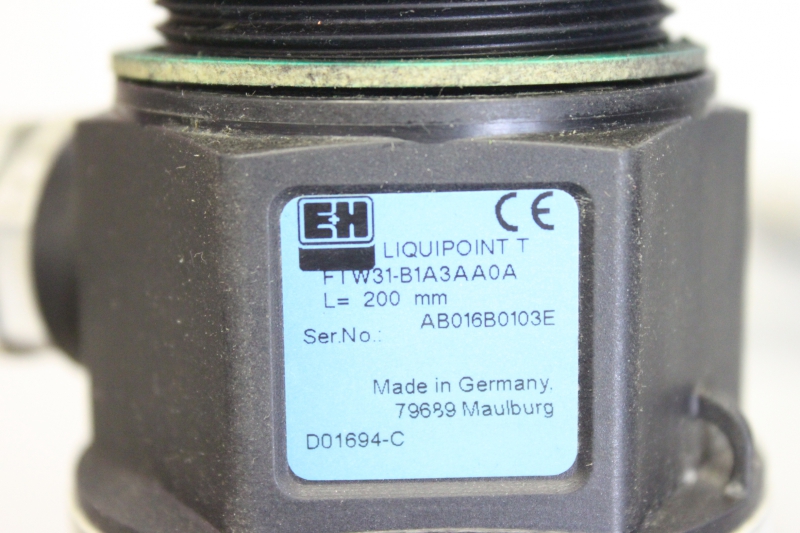 E+H CE
LIQUIPOINT T
FTW31-B1A3AA0A
L= 200 mm
AB016B0103E
Ser.No.:
Made in Germany.
79689 Maulburg
D01694-C